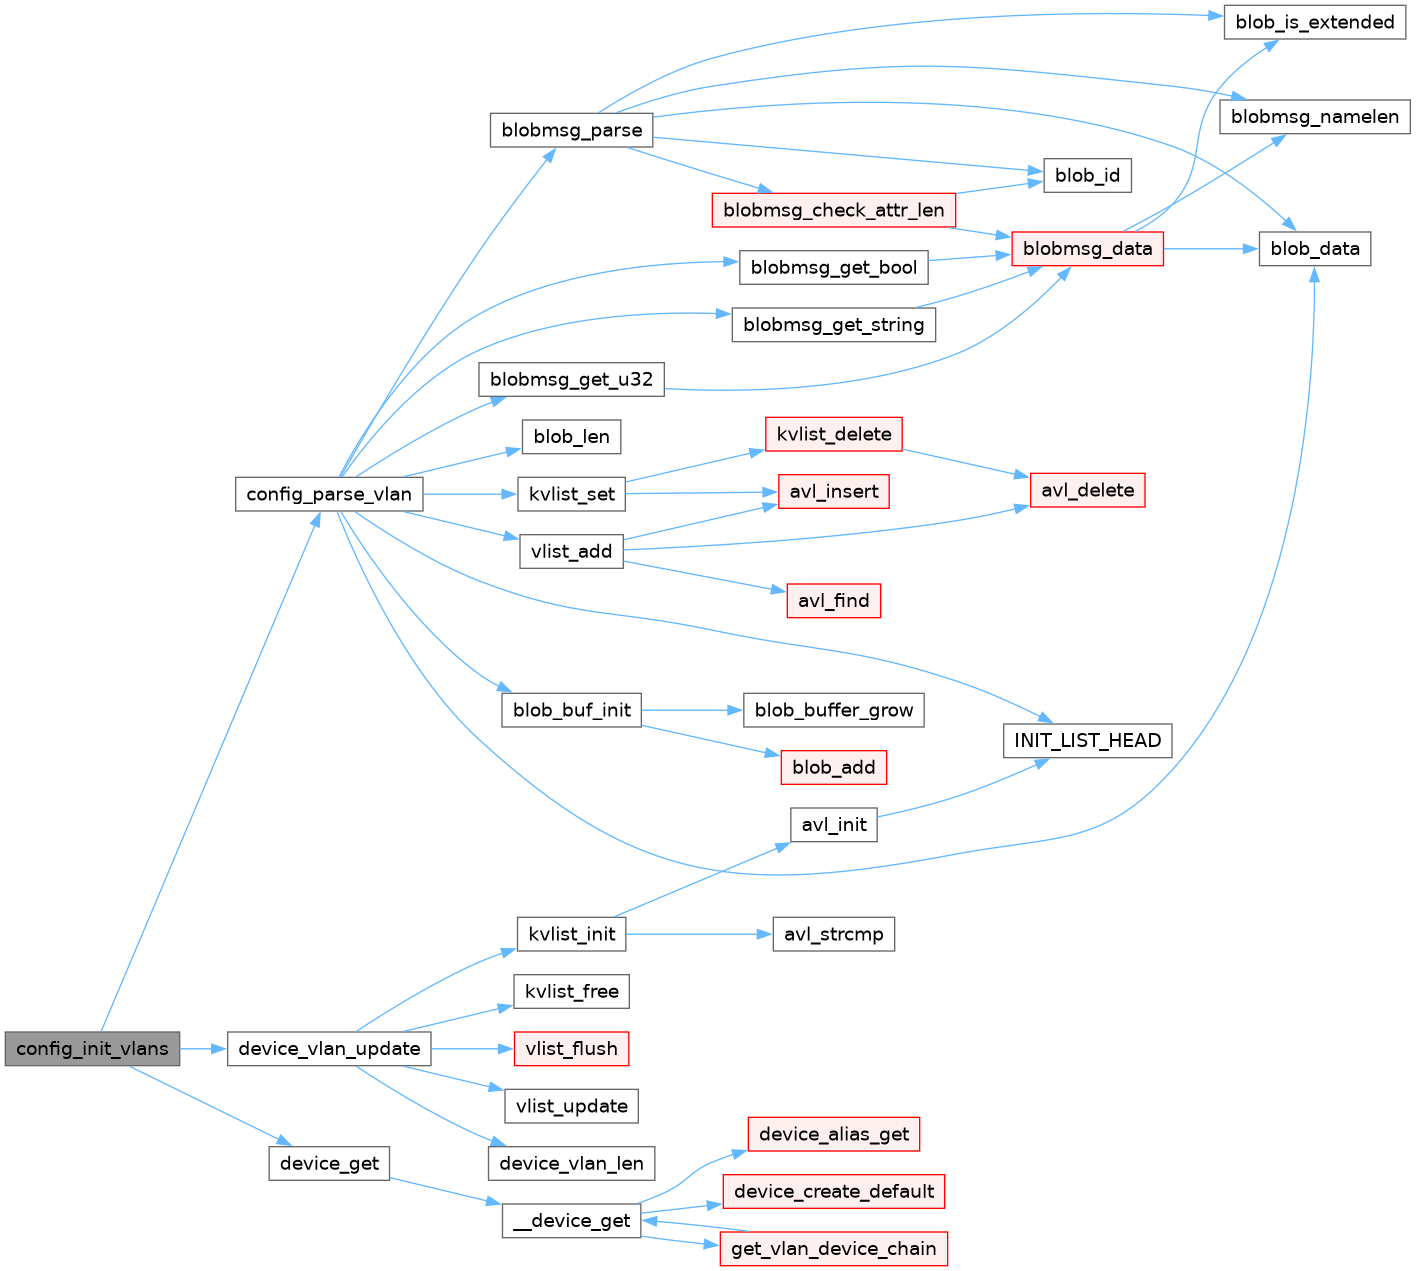 blob_is_extended
blobmsg_namelen
blobmsg_parse
blob_id
blobmsg_check_attr_len
blobmsg_data
blob_data
blobmsg_get_bool
blobmsg_get_string
blobmsg_get_u32
blob_len
kvlist_delete
config_parse_vlan
kvlist_set
avl_insert
avl_delete
vlist_add
avl_find
blob_buf_init
blob_buffer_grow
INIT_LIST_HEAD
blob_add
avl_init
kvlist_init
avl_strcmp
kvlist_free
config_init_vlans
device_vlan_update
vlist_flush
vlist_update
device_alias_get
device_get
device_vlan_len
device_create_default
__device_get
get_vlan_device_chain